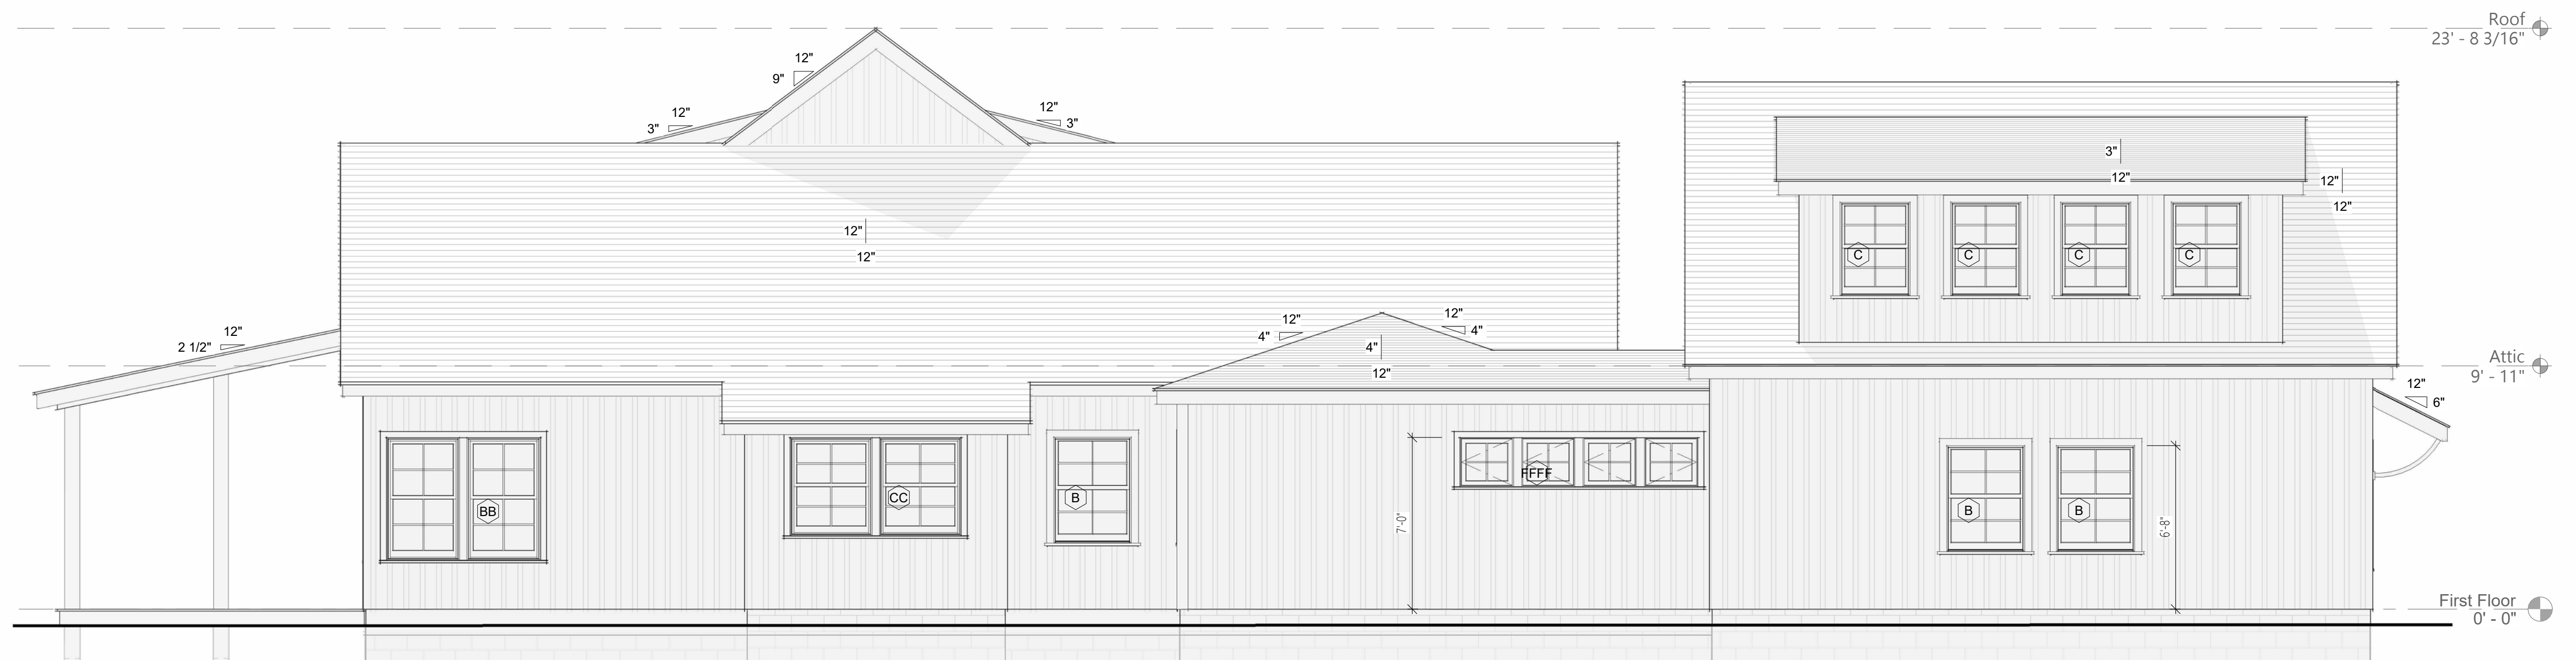 Roof
23' - 8 3/16"
12"
9"
12"
3"
12"
3"
3"
12"
12"
12"
12"
12"
C
C
C
C
12"
2 1/2"
12"
4"
12"
4"
4"
12"
Attic
9' - 11"
12"
6"
BB
CC
B
FFFF
7'-0"
B
B
6'-8"
First Floor
0' - 0"